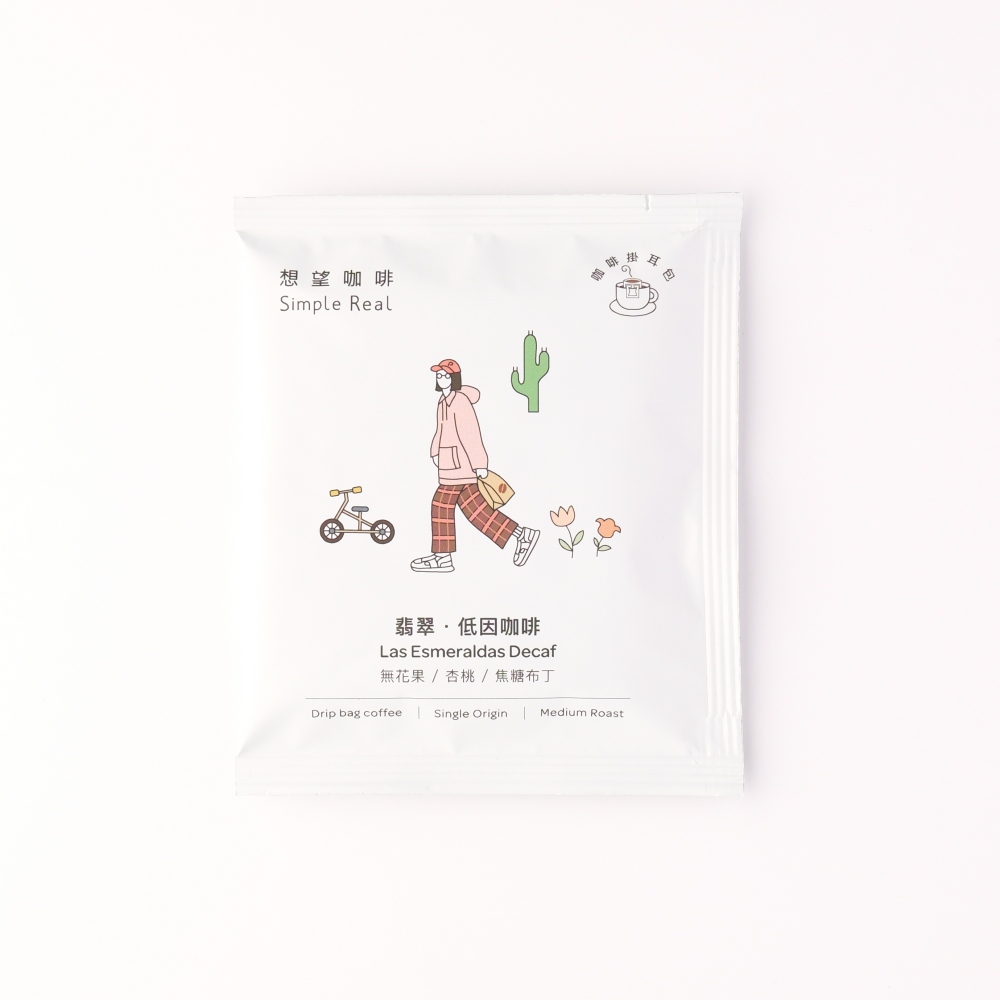 想望咖啡
Simple Real
咖啡掛耳包
翡翠·低因咖啡
Las Esmeraldas Decaf
無花果 / 杏桃 / 焦糖布丁
Drip bag coffee | Single Origin | Medium Roast